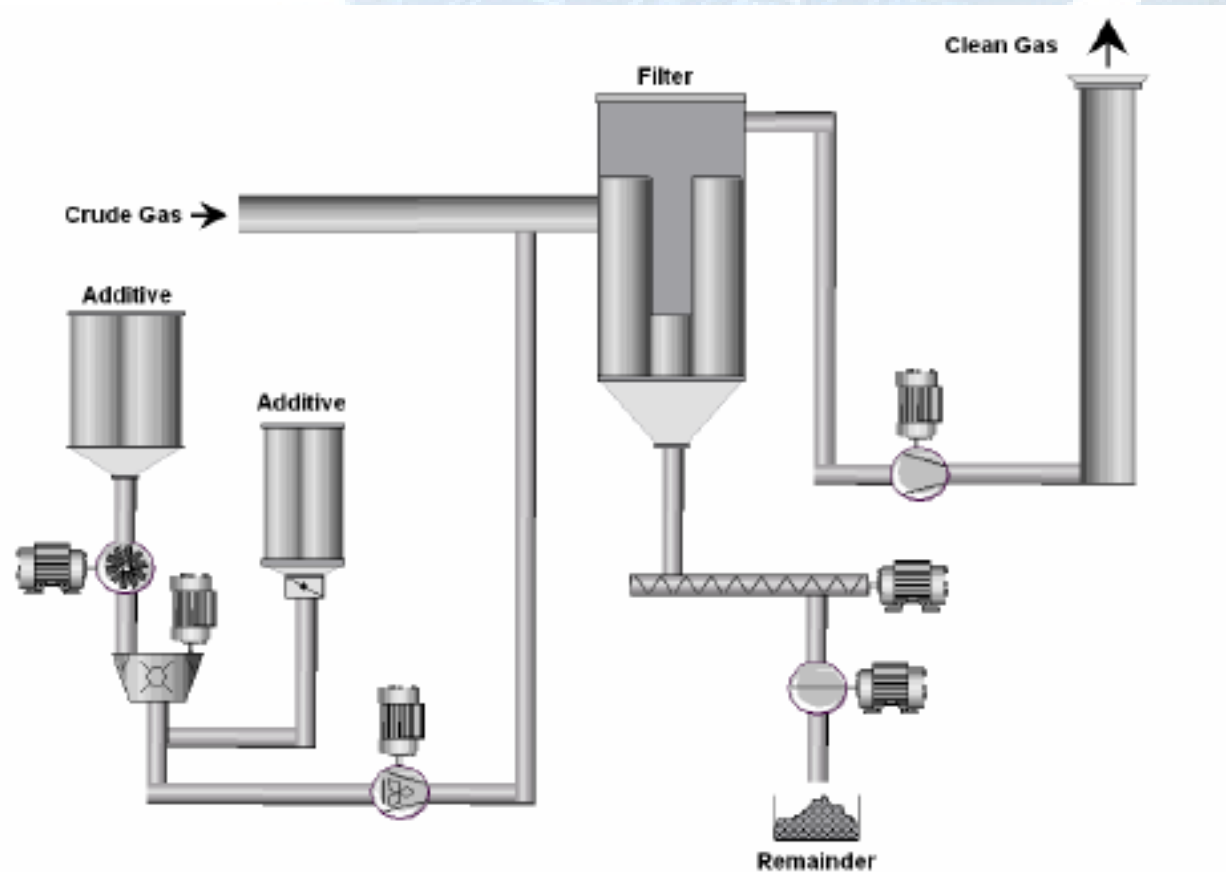 Clean Gas
Filter
Crude Gas
Additive
Additive
Remainder